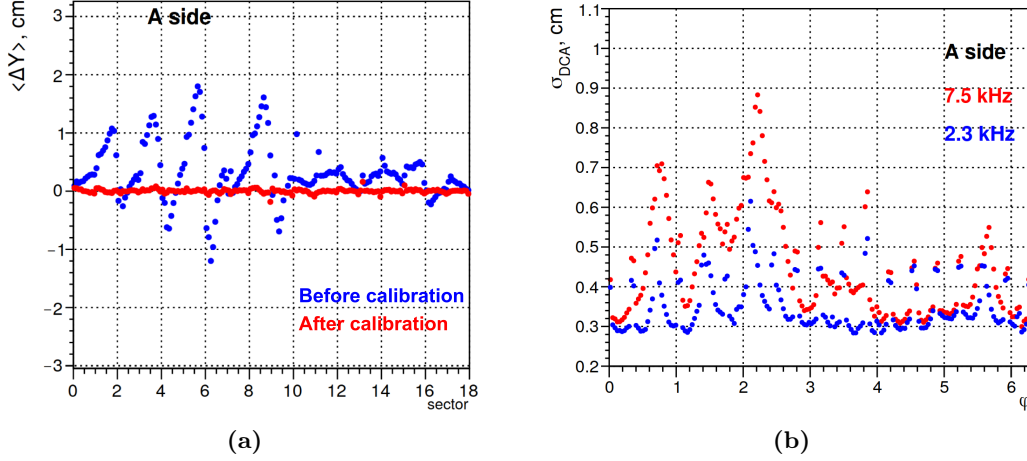 A side
<ΔY>, cm
3
2
1
0
−1
−2
−3
Before calibration
After calibration
0 2 4 6 8 10 12 14 16 18
sector
(a)
σDCA, cm
1.1
1
0.9
0.8
0.7
0.6
0.5
0.4
0.3
0.2
A side
7.5 kHz
2.3 kHz
0 1 2 3 4 5 6
φ
(b)